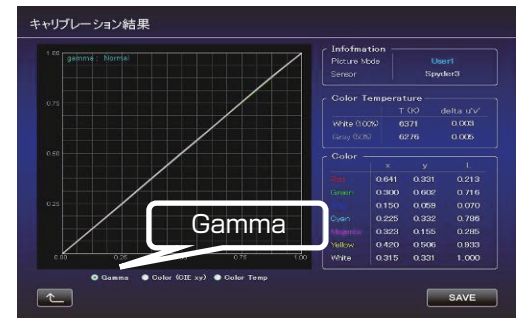 キャリブレーション結果
1.00
gamma : Normal
0.75
0.50
0.25
0.00 0.25 0.75 1.00
Gamma
Gamma Color (CIE xy) Color Temp
Infofmation
Picture Mode User1
Sensor Spyder3
Color Temperature
T (K) delta u'v'
White (100%) 6371 0.003
Gray (50%) 6276 0.005
Color
x y L
Red 0.641 0.331 0.213
Green 0.300 0.602 0.716
0.150 0.059 0.070
Cyan 0.225 0.332 0.786
Magenta 0.323 0.155 0.285
Yellow 0.420 0.506 0.933
White 0.315 0.331 1.000
SAVE